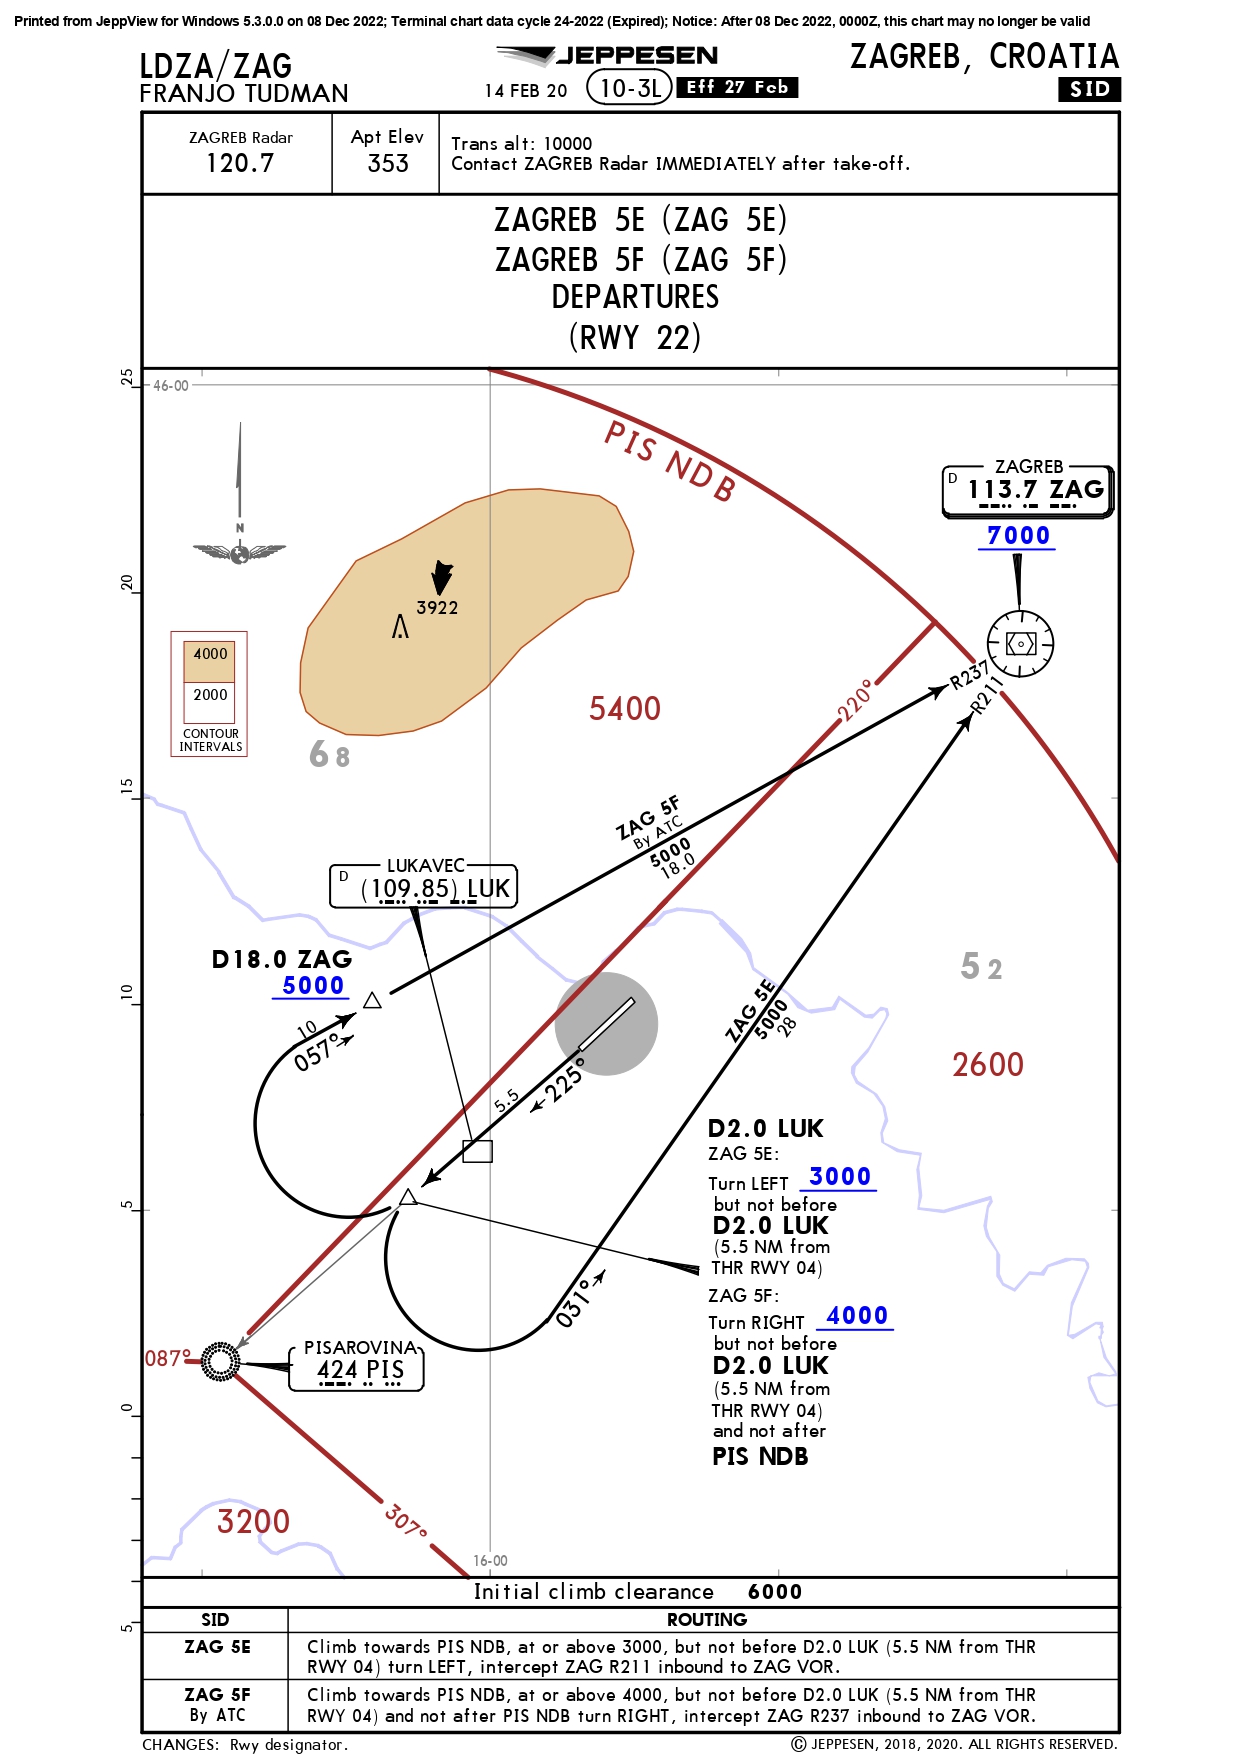 Printed from JeppView for Windows 5.3.0.0 on 08 Dec 2022; Terminal chart data cycle 24-2022 (Expired); Notice: After 08 Dec 2022, 0000Z, this chart may no longer be valid
LDZA/ZAG
FRANJO TUDMAN
JEPPESEN
14 FEB 20
10-3L
Eff 27 Feb
ZAGREB, CROATIA
SID
ZAGREB Radar
120.7
Apt Elev
353
Trans alt: 10000
Contact ZAGREB Radar IMMEDIATELY after take-off.
ZAGREB 5E (ZAG 5E)
ZAGREB 5F (ZAG 5F)
DEPARTURES
(RWY 22)
25
46-00
PIS NDB
ZAGREB
D 113.7 ZAG
7000
N
20
3922
4000
2000
CONTOUR
INTERVALS
5400
68
220°
R237
R211
15
ZAG 5F
By ATC
5000
18.0
LUKAVEC
D (109.85) LUK
D18.0 ZAG
5000
52
10
10
057°
ZAG 5E
5000
28
2600
225°
5.5
D2.0 LUK
ZAG 5E:
Turn LEFT 3000
but not before
D2.0 LUK
(5.5 NM from
THR RWY 04)
ZAG 5F:
Turn RIGHT 4000
but not before
D2.0 LUK
(5.5 NM from
THR RWY 04)
and not after
PIS NDB
5
031°
087°
PISAROVINA
424 PIS
0
3200
307°
16-00
5
Initial climb clearance 6000
SID
ROUTING
ZAG 5E
Climb towards PIS NDB, at or above 3000, but not before D2.0 LUK (5.5 NM from THR
RWY 04) turn LEFT, intercept ZAG R211 inbound to ZAG VOR.
ZAG 5F
By ATC
Climb towards PIS NDB, at or above 4000, but not before D2.0 LUK (5.5 NM from THR
RWY 04) and not after PIS NDB turn RIGHT, intercept ZAG R237 inbound to ZAG VOR.
CHANGES: Rwy designator.
© JEPPESEN, 2018, 2020. ALL RIGHTS RESERVED.